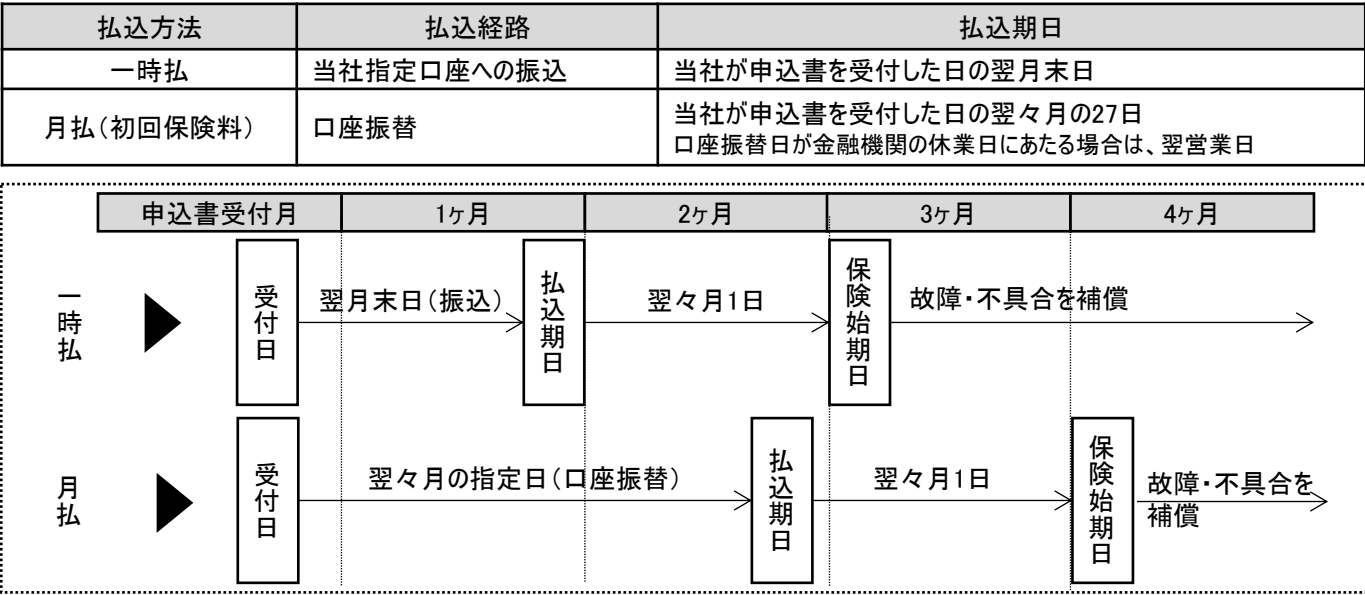 払込方法 払込経路 払込期日
一時払 当社指定口座への振込 当社が申込書を受付した日の翌月末日
月払(初回保険料) 口座振替 当社が申込書を受付した日の翌々月の27日
口座振替日が金融機関の休業日にあたる場合は、翌営業日
申込書受付月 1ヶ月 2ヶ月 3ヶ月 4ヶ月
一時払 受付日 翌月末日(振込) 払込期日 翌々月1日 保険始期日 故障・不具合を補償
月払 受付日 翌々月の指定日(口座振替) 払込期日 翌々月1日 保険始期日 故障・不具合を
補償